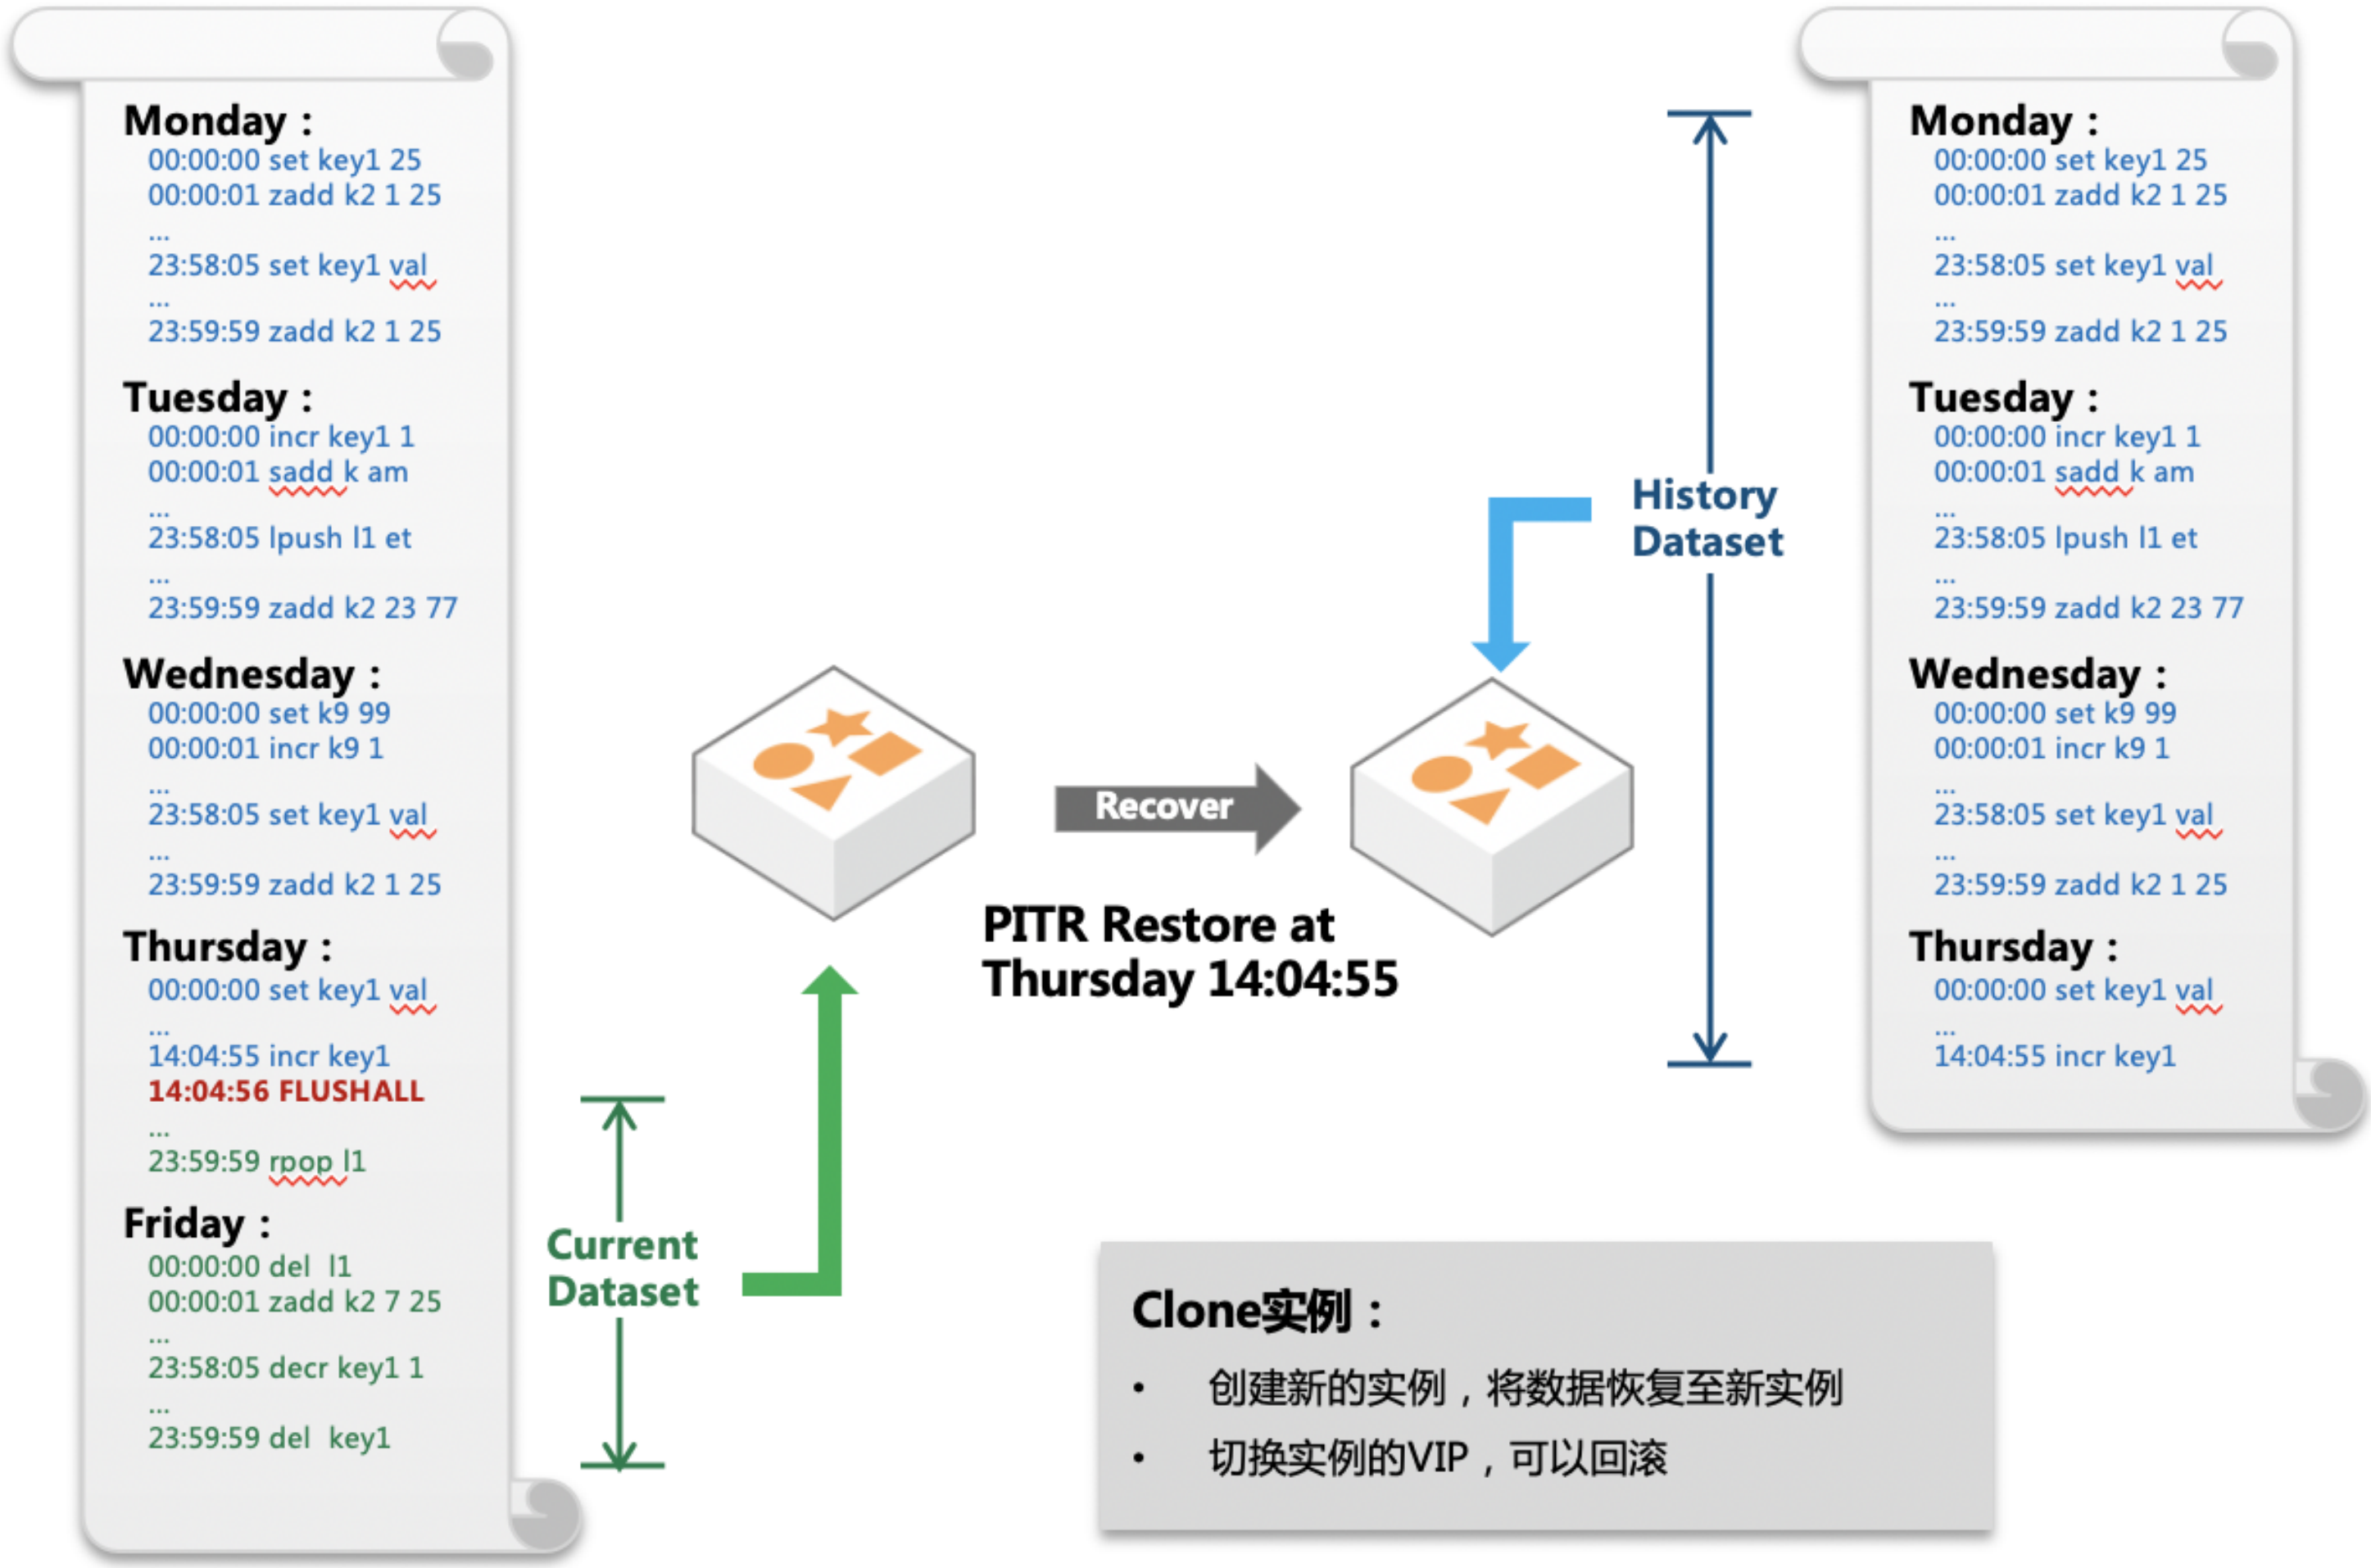 Monday：
00:00:00 set key1 25
00:00:01 zadd k2 1 25
...
23:58:05 set key1 val
...
23:59:59 zadd k2 1 25
Tuesday：
00:00:00 incr key1 1
00:00:01 sadd k am
...
23:58:05 lpush l1 et
...
23:59:59 zadd k2 23 77
Wednesday：
00:00:00 set k9 99
00:00:01 incr k9 1
...
23:58:05 set key1 val
...
23:59:59 zadd k2 1 25
Thursday：
00:00:00 set key1 val
...
14:04:55 incr key1
14:04:56 FLUSHALL
...
23:59:59 rpop l1
Friday：
00:00:00 del l1
00:00:01 zadd k2 7 25
...
23:58:05 decr key1 1
...
23:59:59 del key1
Current
Dataset
Recover
PITR Restore at
Thursday 14:04:55
History
Dataset
Clone实例：
• 创建新的实例，将数据恢复至新实例
• 切换实例的VIP，可以回滚
Monday：
00:00:00 set key1 25
00:00:01 zadd k2 1 25
...
23:58:05 set key1 val
...
23:59:59 zadd k2 1 25
Tuesday：
00:00:00 incr key1 1
00:00:01 sadd k am
...
23:58:05 lpush l1 et
...
23:59:59 zadd k2 23 77
Wednesday：
00:00:00 set k9 99
00:00:01 incr k9 1
...
23:58:05 set key1 val
...
23:59:59 zadd k2 1 25
Thursday：
00:00:00 set key1 val
...
14:04:55 incr key1